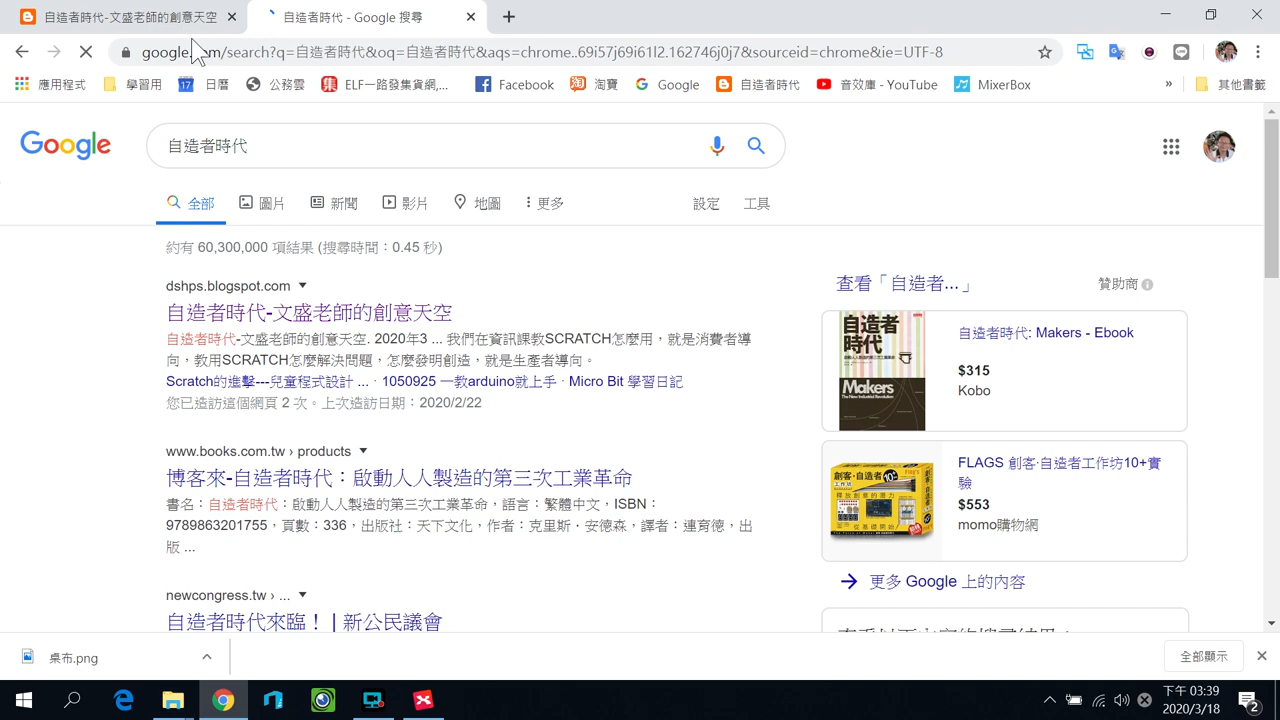 自造者時代-文盛老師的創意天空
自造者時代 - Google 搜尋
google.com/search?q=自造者時代&oq=自造者時代&aqs=chrome..69i57j69i61l2.162746j0j7&sourceid=chrome&ie=UTF-8
應用程式 學習用 17 日曆 公務雲 集 ELF一路發集貨網,... Facebook 淘寶 Google 自造者時代 音效庫 - YouTube MixerBox » 其他書籤
Google 自造者時代
全部 圖片 新聞 影片 地圖 更多 設定 工具
約有 60,300,000 項結果 (搜尋時間：0.45 秒)
dshps.blogspot.com
自造者時代-文盛老師的創意天空
自造者時代-文盛老師的創意天空. 2020年3 ... 我們在資訊課教SCRATCH怎麼用，就是消費者導
向，教用SCRATCH怎麼解決問題，怎麼發明創造，就是生產者導向。
Scratch的進擊---兒童程式設計 ... · 1050925 一教arduino就上手 · Micro Bit 學習日記
您已造訪這個網頁 2 次。上次造訪日期：2020/2/22
www.books.com.tw › products
博客來-自造者時代：啟動人人製造的第三次工業革命
書名：自造者時代：啟動人人製造的第三次工業革命，語言：繁體中文，ISBN：
9789863201755，頁數：336，出版社：天下文化，作者：克里斯‧安德森，譯者：連育德，出
版 ...
newcongress.tw › ...
自造者時代來臨！ | 新公民議會
查看「自造者...」 贊助商
自造者
時代
Makers
自造者時代: Makers - Ebook
$315
Kobo
創客·自造者
工作坊
FLAGS 創客·自造者工作坊10+實
驗
$553
momo購物網
更多 Google 上的內容
桌布.png
全部顯示
下午 03:39
2020/3/18
2